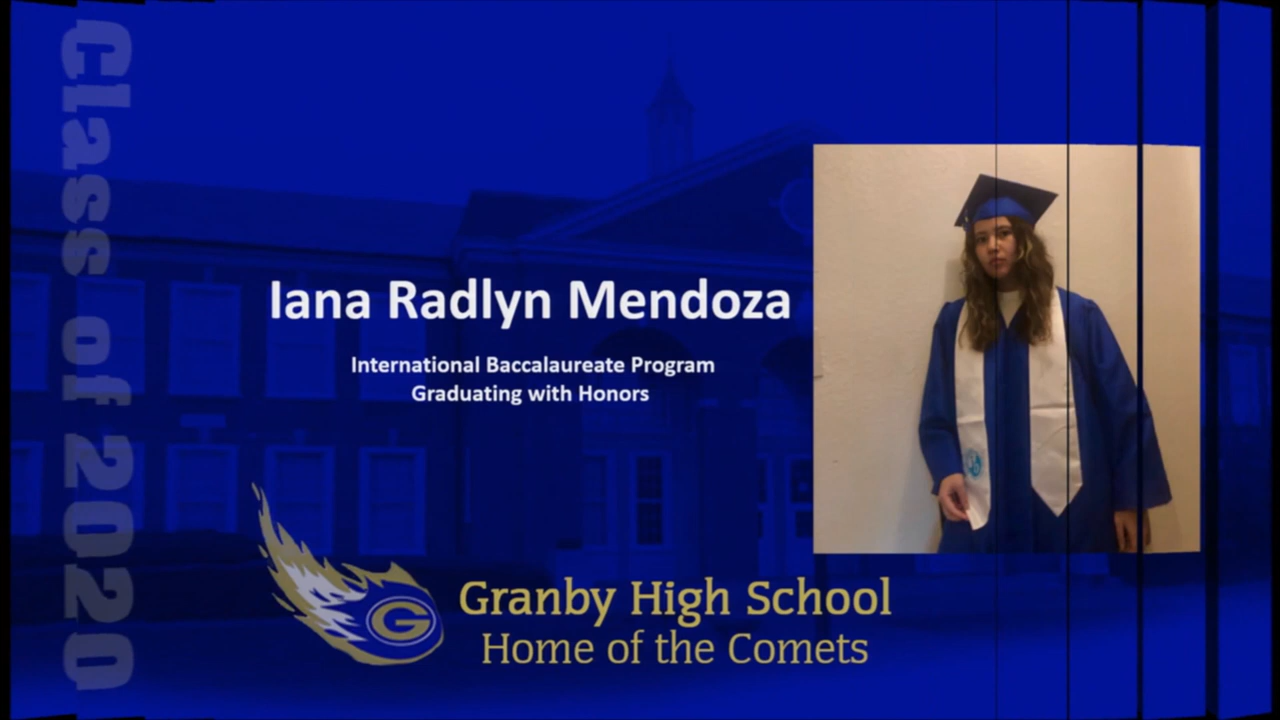 Class of 2020
Iana Radlyn Mendoza
International Baccalaureate Program
Graduating with Honors
G
Granby High School
Home of the Comets